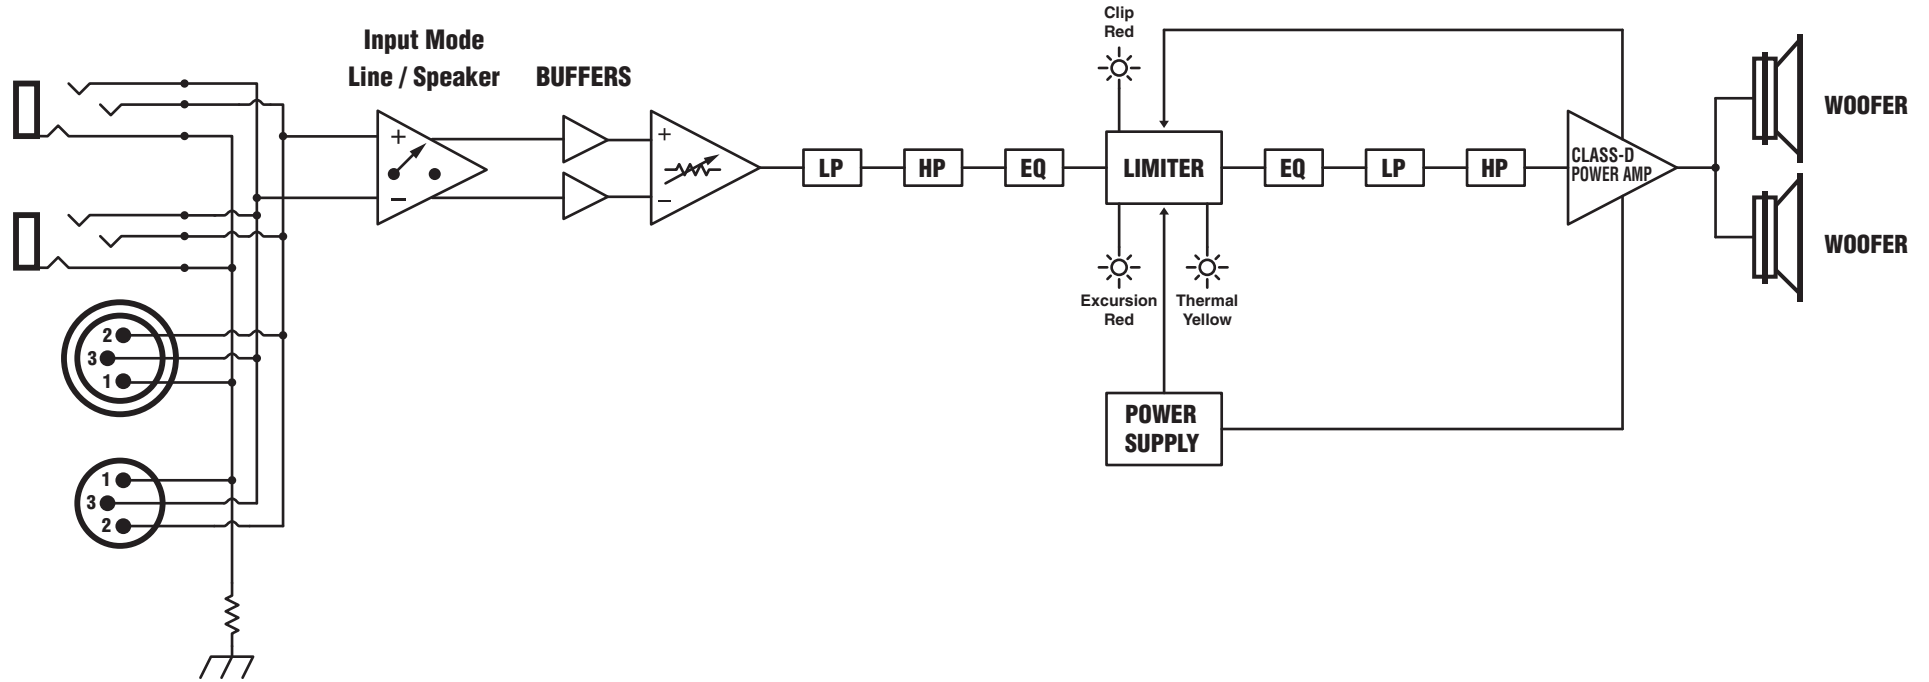 Clip
Red
Input Mode
Line / Speaker
BUFFERS
WOOFER
+
+
CLASS-D
POWER AMP
LP
HP
EQ
LIMITER
EQ
LP
HP
–
–
WOOFER
Excursion
Red
Thermal
Yellow
2
3
1
POWER
SUPPLY
1
3
2